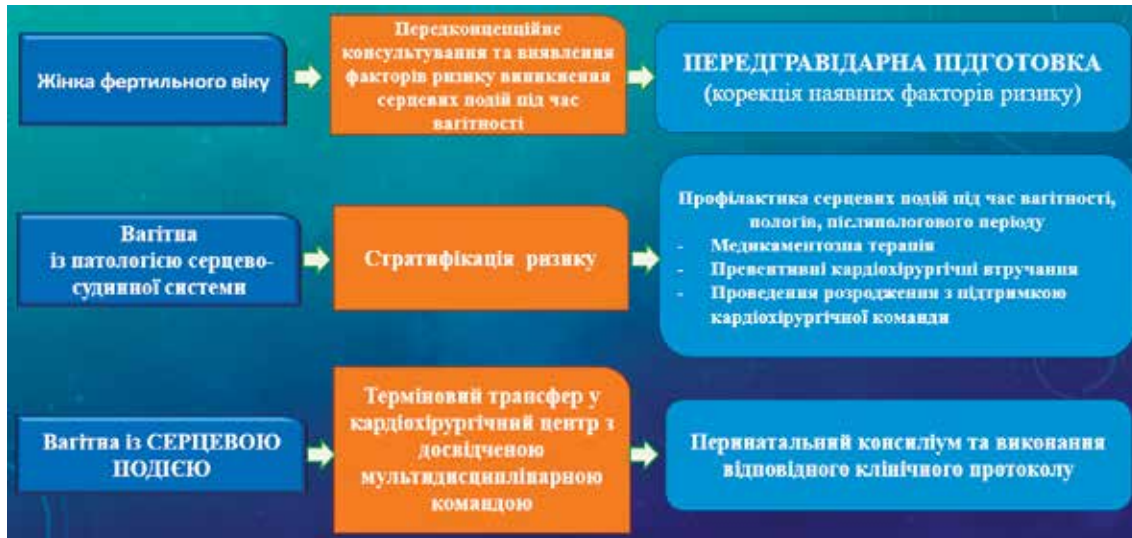 Жінка фертильного віку
Передконцепційне
консультування та виявлення
факторів ризику виникнення
серцевих подій під час
вагітності
ПЕРЕДГРАВІДАРНА ПІДГОТОВКА
(корекція наявних факторів ризику)
Вагітна
із патологією серцево-
судинної системи
Стратифікація ризику
Профілактика серцевих подій під час вагітності,
пологів, післяпологового періоду
- Медикаментозна терапія
- Превентивні кардіохірургічні втручання
- Проведення розродження з підтримкою
кардіохірургічної команди
Вагітна із СЕРЦЕВОЮ
ПОДІЄЮ
Терміновий трансфер у
кардіохірургічний центр з
досвідченою
мультидисциплінарною
командою
Перинатальний консиліум та виконання
відповідного клінічного протоколу